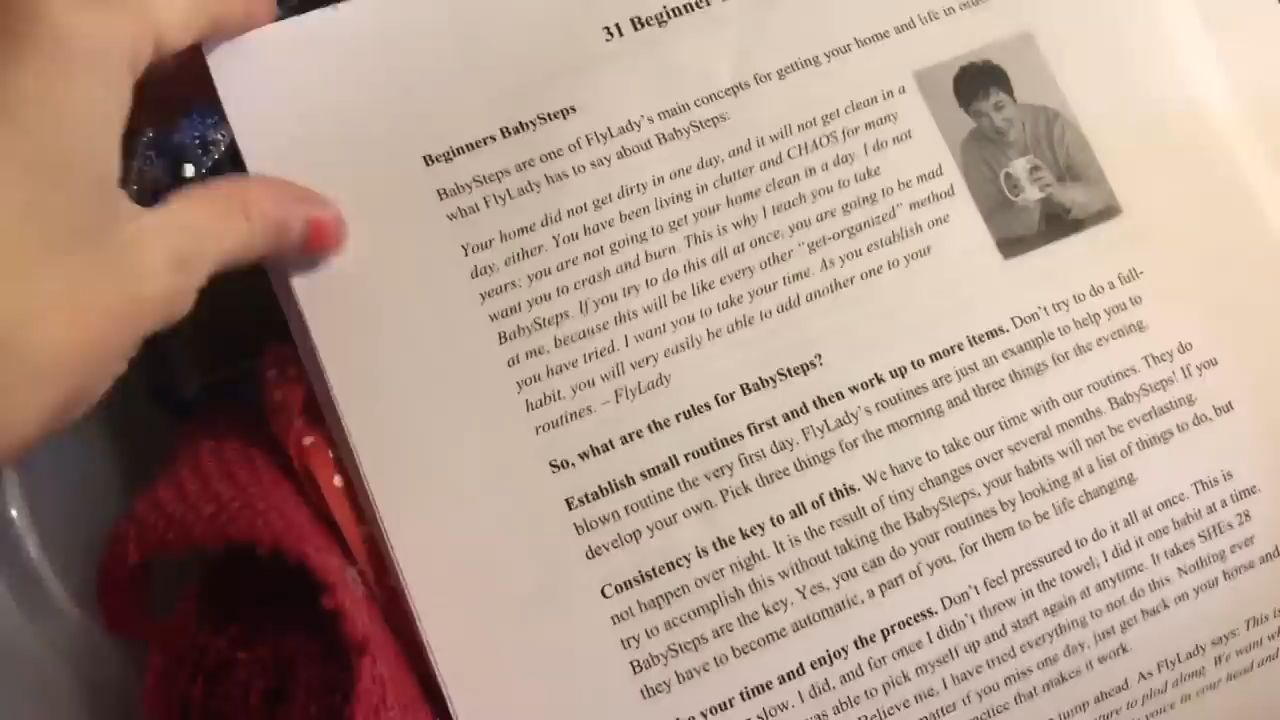 31 Beginner
Beginners BabySteps
BabySteps are one of FlyLady's main concepts for getting your home and life in
what FlyLady has to say about BabySteps:
Your home did not get dirty in one day, and it will not get clean in a
day, either. You have been living in clutter and CHAOS for many
years; you are not going to get your home clean in a day. I do not
want you to crash and burn. This is why I teach you to take
BabySteps. If you try to do this all at once, you are going to be mad
at me, because this will be like every other "get-organized" method
you have tried. I want you to take your time. As you establish one
habit, you will very easily be able to add another one to your
routines. – FlyLady
So, what are the rules for BabySteps?
Establish small routines first and then work up to more items. Don't try to do a full-
blown routine the very first day. FlyLady's routines are just an example to help you to
develop your own. Pick three things for the morning and three things for the evening.
Consistency is the key to all of this. We have to take our time with our routines. They do
not happen over night. It is the result of tiny changes over several months. BabySteps! If you
try to accomplish this without taking the BabySteps, your habits will not be everlasting.
BabySteps are the key. Yes, you can do your routines by looking at a list of things to do, but
they have to become automatic, a part of you, for them to be life changing.
your time and enjoy the process. Don't feel pressured to do it all at once. This is
slow. I did, and for once I didn't throw in the towel; I did it one habit at a time.
able to pick myself up and start again at anytime. It takes SHEs 28
Believe me, I have tried everything to not do this. Nothing ever
matter if you miss one day, just get back on your horse and
practice that makes it work.
jump ahead. As FlyLady says: This is
to plod along. We want
voice in your head and